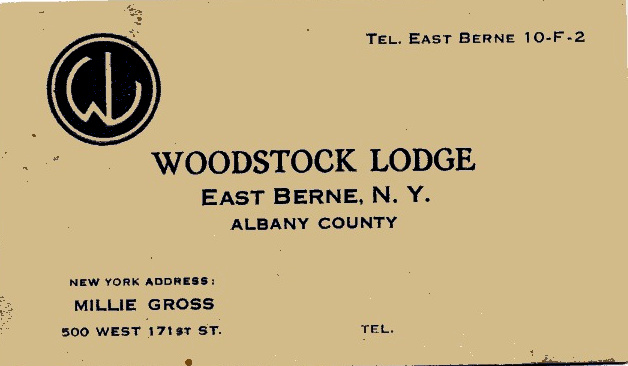 WL
TEL. EAST BERNE 10-F-2
WOODSTOCK LODGE
EAST BERNE, N. Y.
ALBANY COUNTY
NEW YORK ADDRESS:
MILLIE GROSS
500 WEST 171ST ST.
TEL.